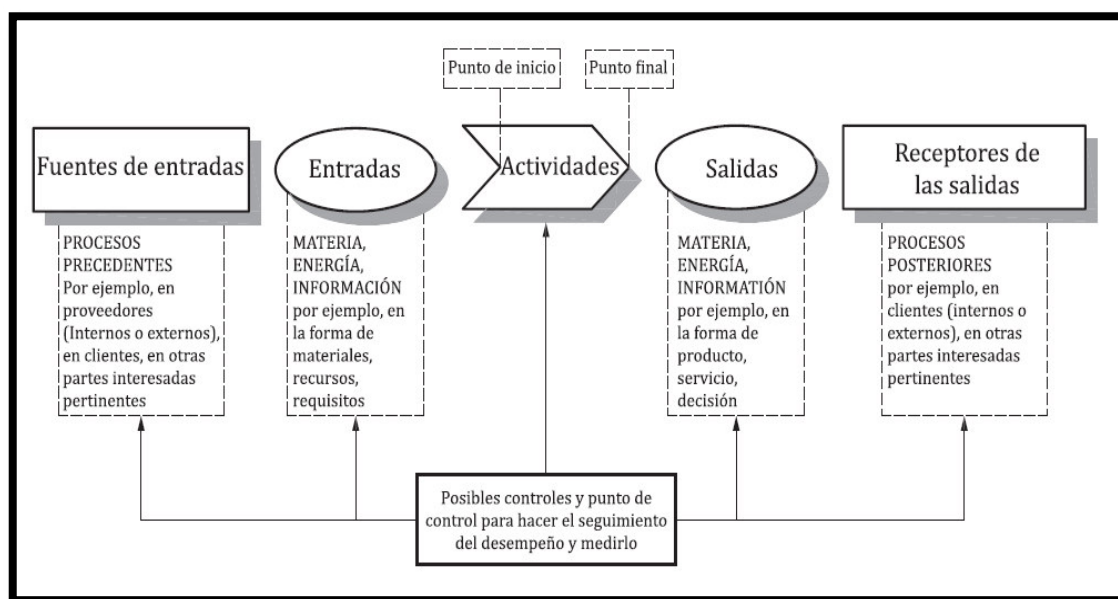 Punto de inicio
Punto final
Fuentes de entradas
Entradas
Actividades
Salidas
Receptores de
las salidas
PROCESOS
PRECEDENTES
Por ejemplo, en
proveedores
(Internos o externos),
en clientes, en otras
partes interesadas
pertinentes
MATERIA,
ENERGÍA,
INFORMACIÓN
por ejemplo, en
la forma de
materiales,
recursos,
requisitos
MATERIA,
ENERGÍA,
INFORMATIÓN
por ejemplo, en
la forma de
producto,
servicio,
decisión
PROCESOS
POSTERIORES
por ejemplo, en
clientes (internos o
externos), en otras
partes interesadas
pertinentes
Posibles controles y punto de
control para hacer el seguimiento
del desempeño y medirlo